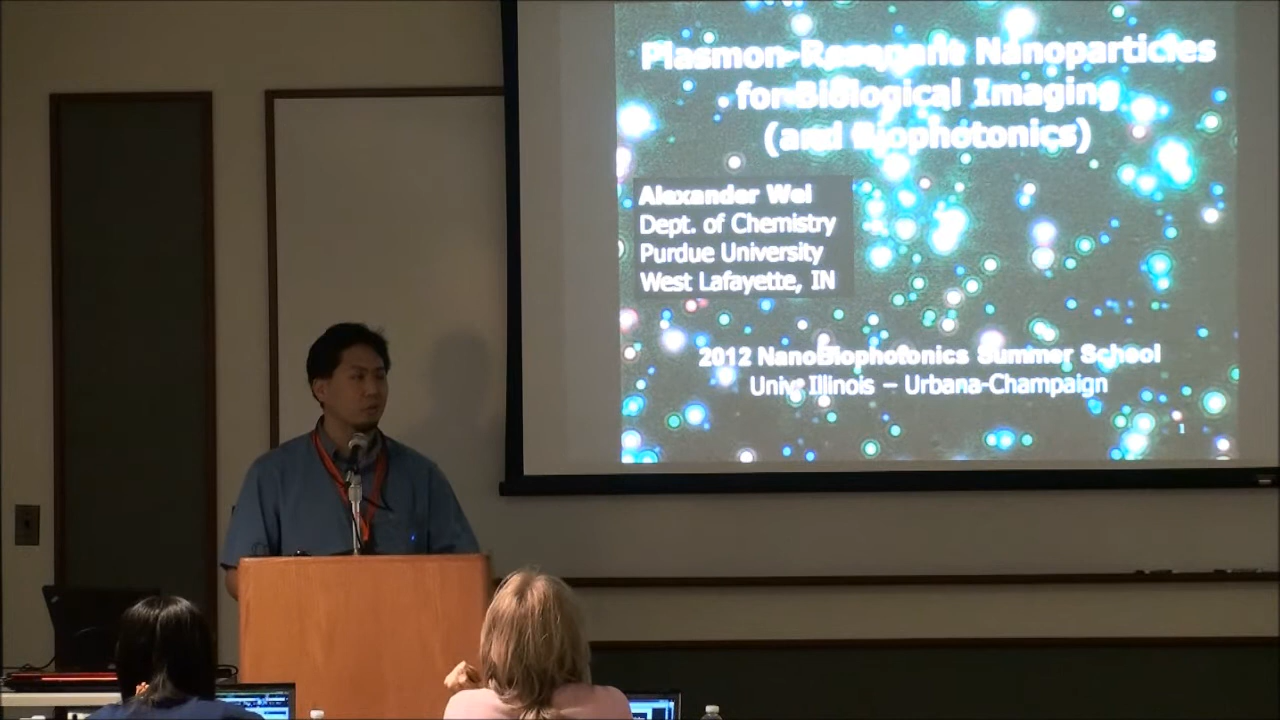 Plasmon-Resonant Nanoparticles
for Biological Imaging
(and Biophotonics)
Alexander Wei
Dept. of Chemistry
Purdue University
West Lafayette, IN
2012 NanoBiophotonics Summer School
Univ. Illinois – Urbana-Champaign
1